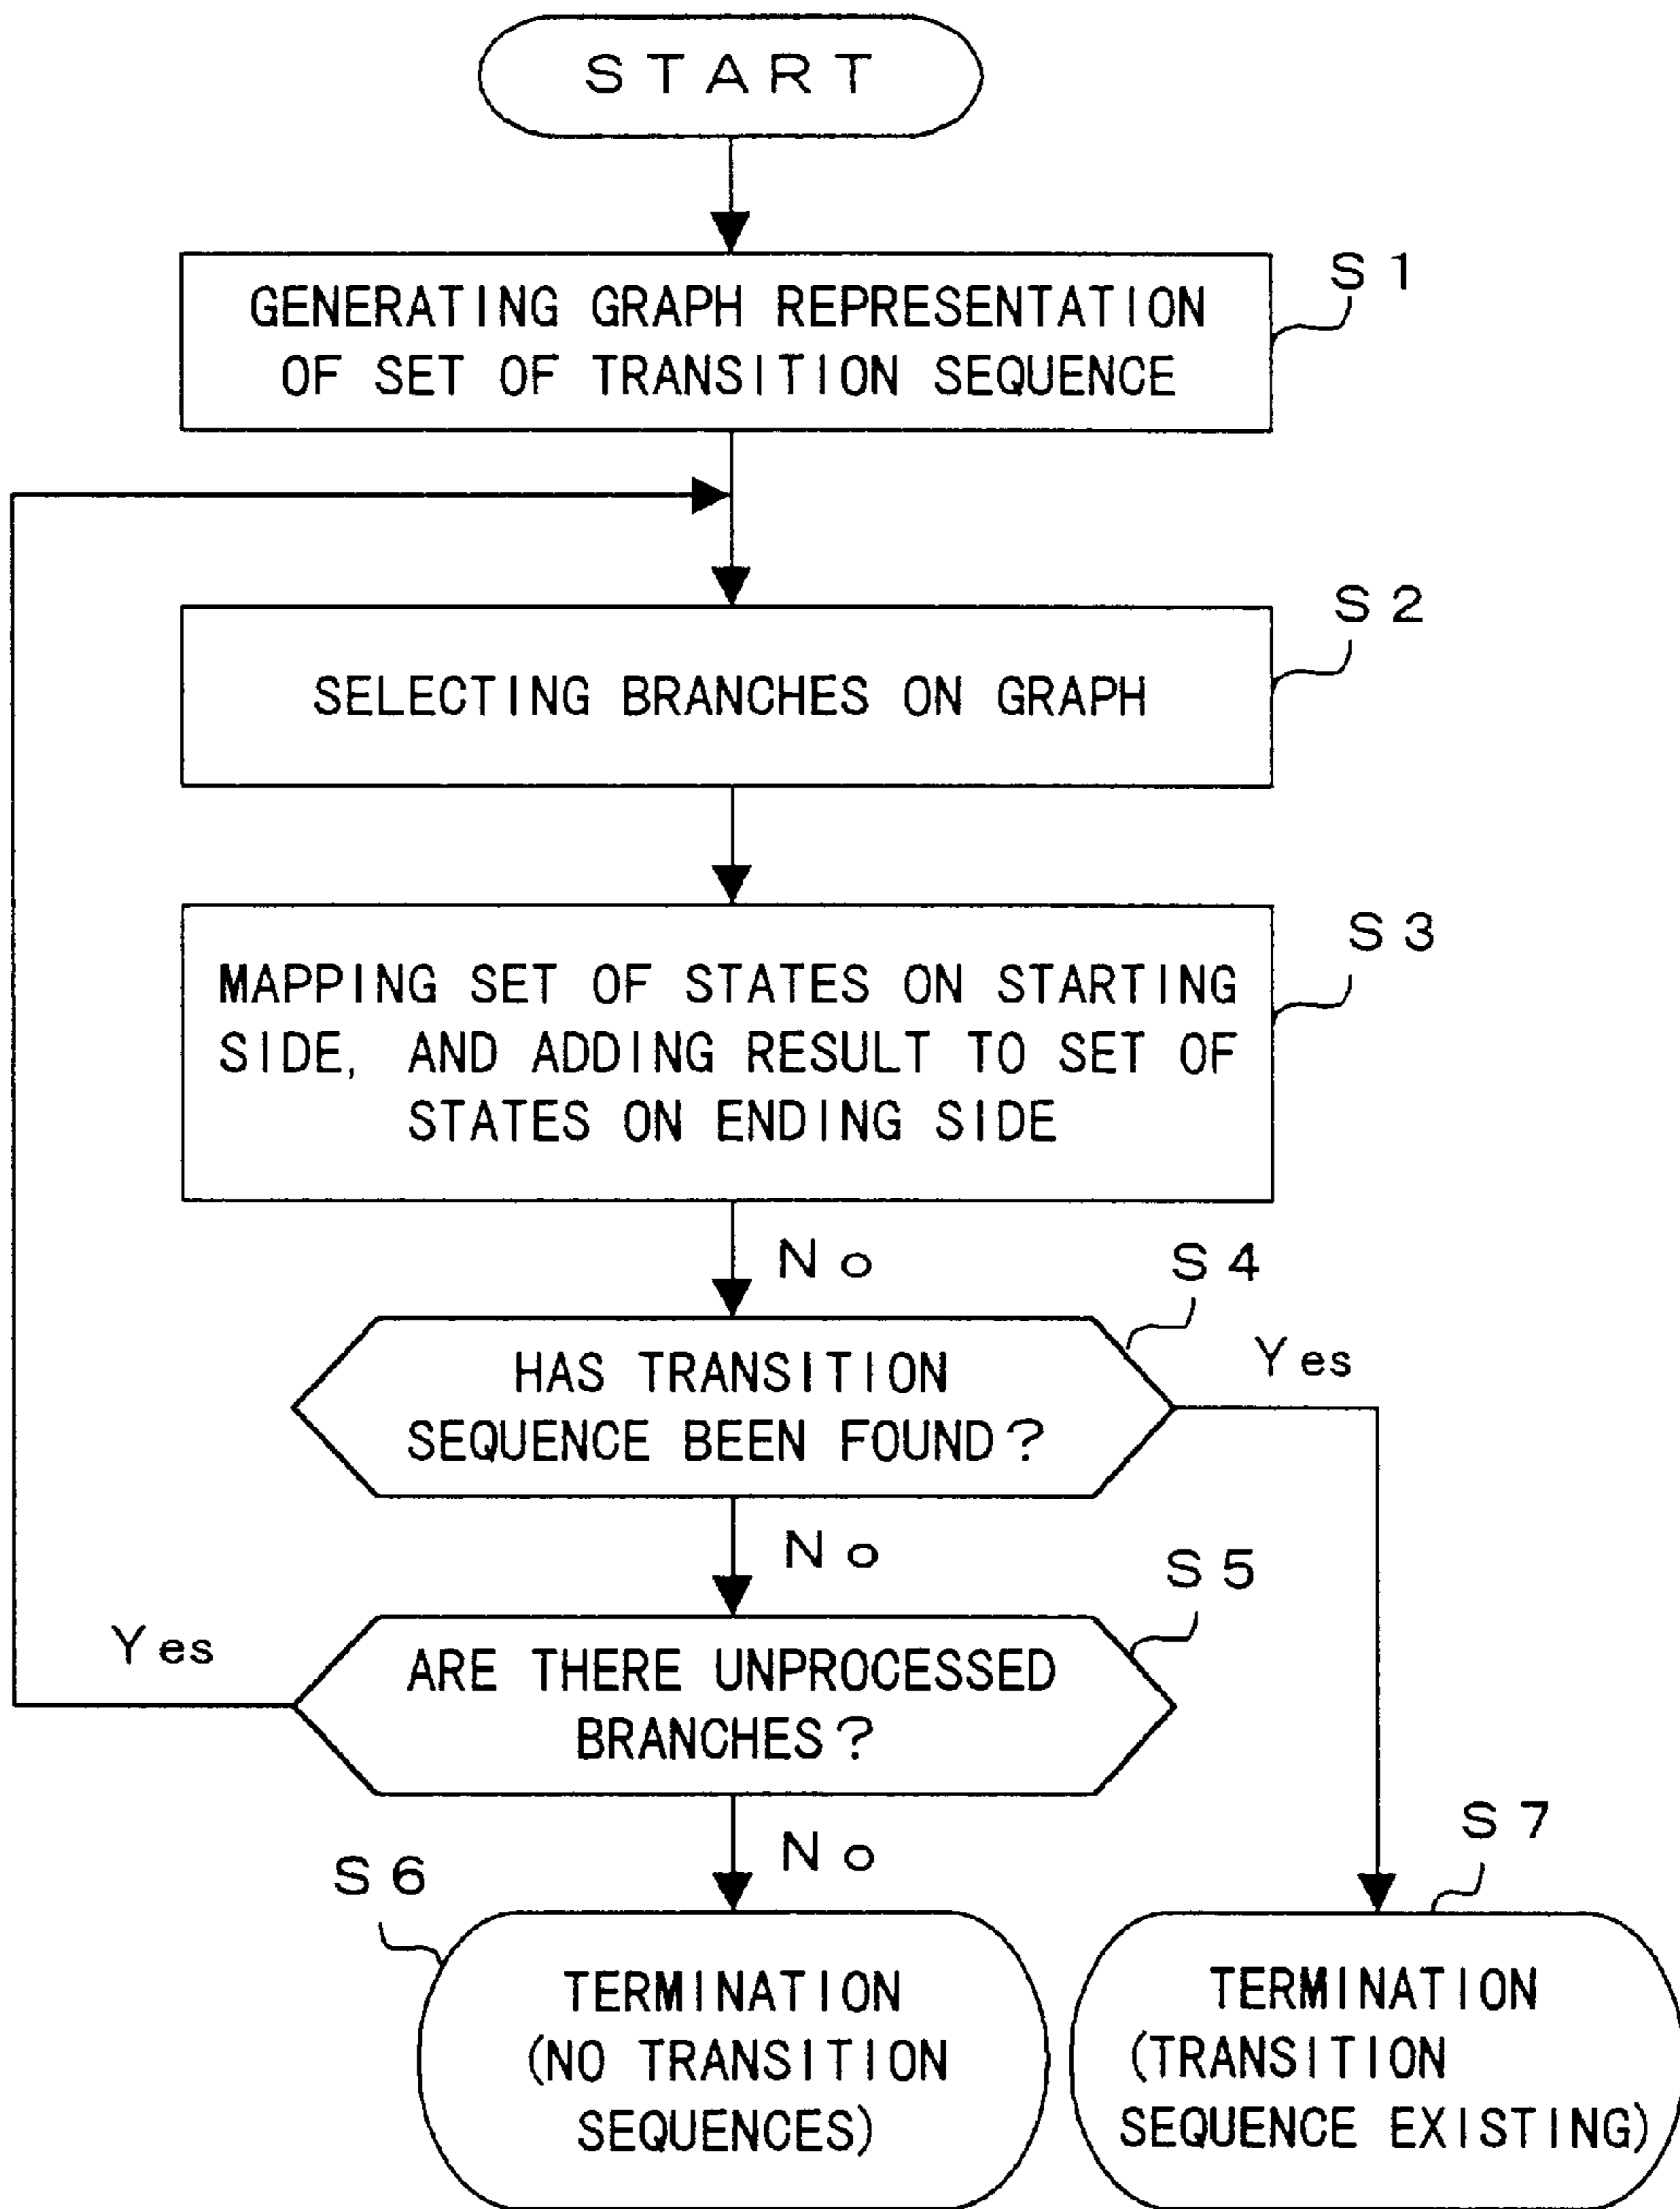 START
S1
GENERATING GRAPH REPRESENTATION
OF SET OF TRANSITION SEQUENCE
S2
SELECTING BRANCHES ON GRAPH
S3
MAPPING SET OF STATES ON STARTING
SIDE, AND ADDING RESULT TO SET OF
STATES ON ENDING SIDE
No
S4
Yes
HAS TRANSITION
SEQUENCE BEEN FOUND?
No
S5
Yes
ARE THERE UNPROCESSED
BRANCHES?
No
S6
TERMINATION
(NO TRANSITION
SEQUENCES)
S7
TERMINATION
(TRANSITION
SEQUENCE EXISTING)